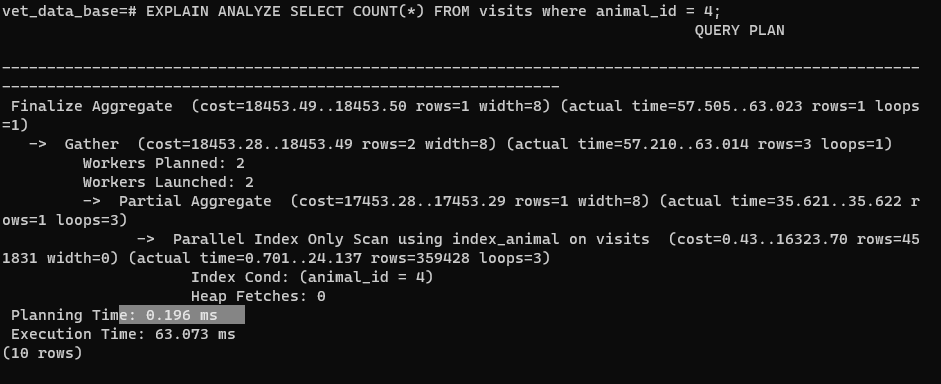 vet_data_base=# EXPLAIN ANALYZE SELECT COUNT(*) FROM visits where animal_id = 4;
QUERY PLAN
------------------------------------------------------------------------------------------------------
--------------------------------------------------------------
Finalize Aggregate  (cost=18453.49..18453.50 rows=1 width=8) (actual time=57.505..63.023 rows=1 loops
=1)
->  Gather  (cost=18453.28..18453.49 rows=2 width=8) (actual time=57.210..63.014 rows=3 loops=1)
Workers Planned: 2
Workers Launched: 2
->  Partial Aggregate  (cost=17453.28..17453.29 rows=1 width=8) (actual time=35.621..35.622 r
ows=1 loops=3)
->  Parallel Index Only Scan using index_animal on visits  (cost=0.43..16323.70 rows=45
1831 width=0) (actual time=0.701..24.137 rows=359428 loops=3)
Index Cond: (animal_id = 4)
Heap Fetches: 0
Planning Time: 0.196 ms
Execution Time: 63.073 ms
(10 rows)